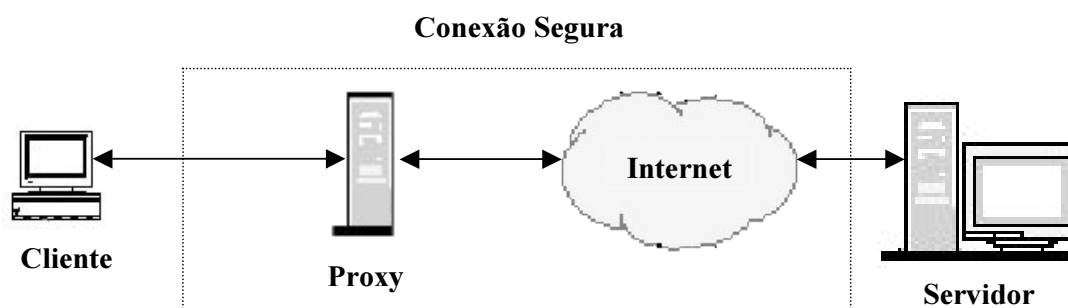 Conexão Segura
Internet
Cliente
Proxy
Servidor